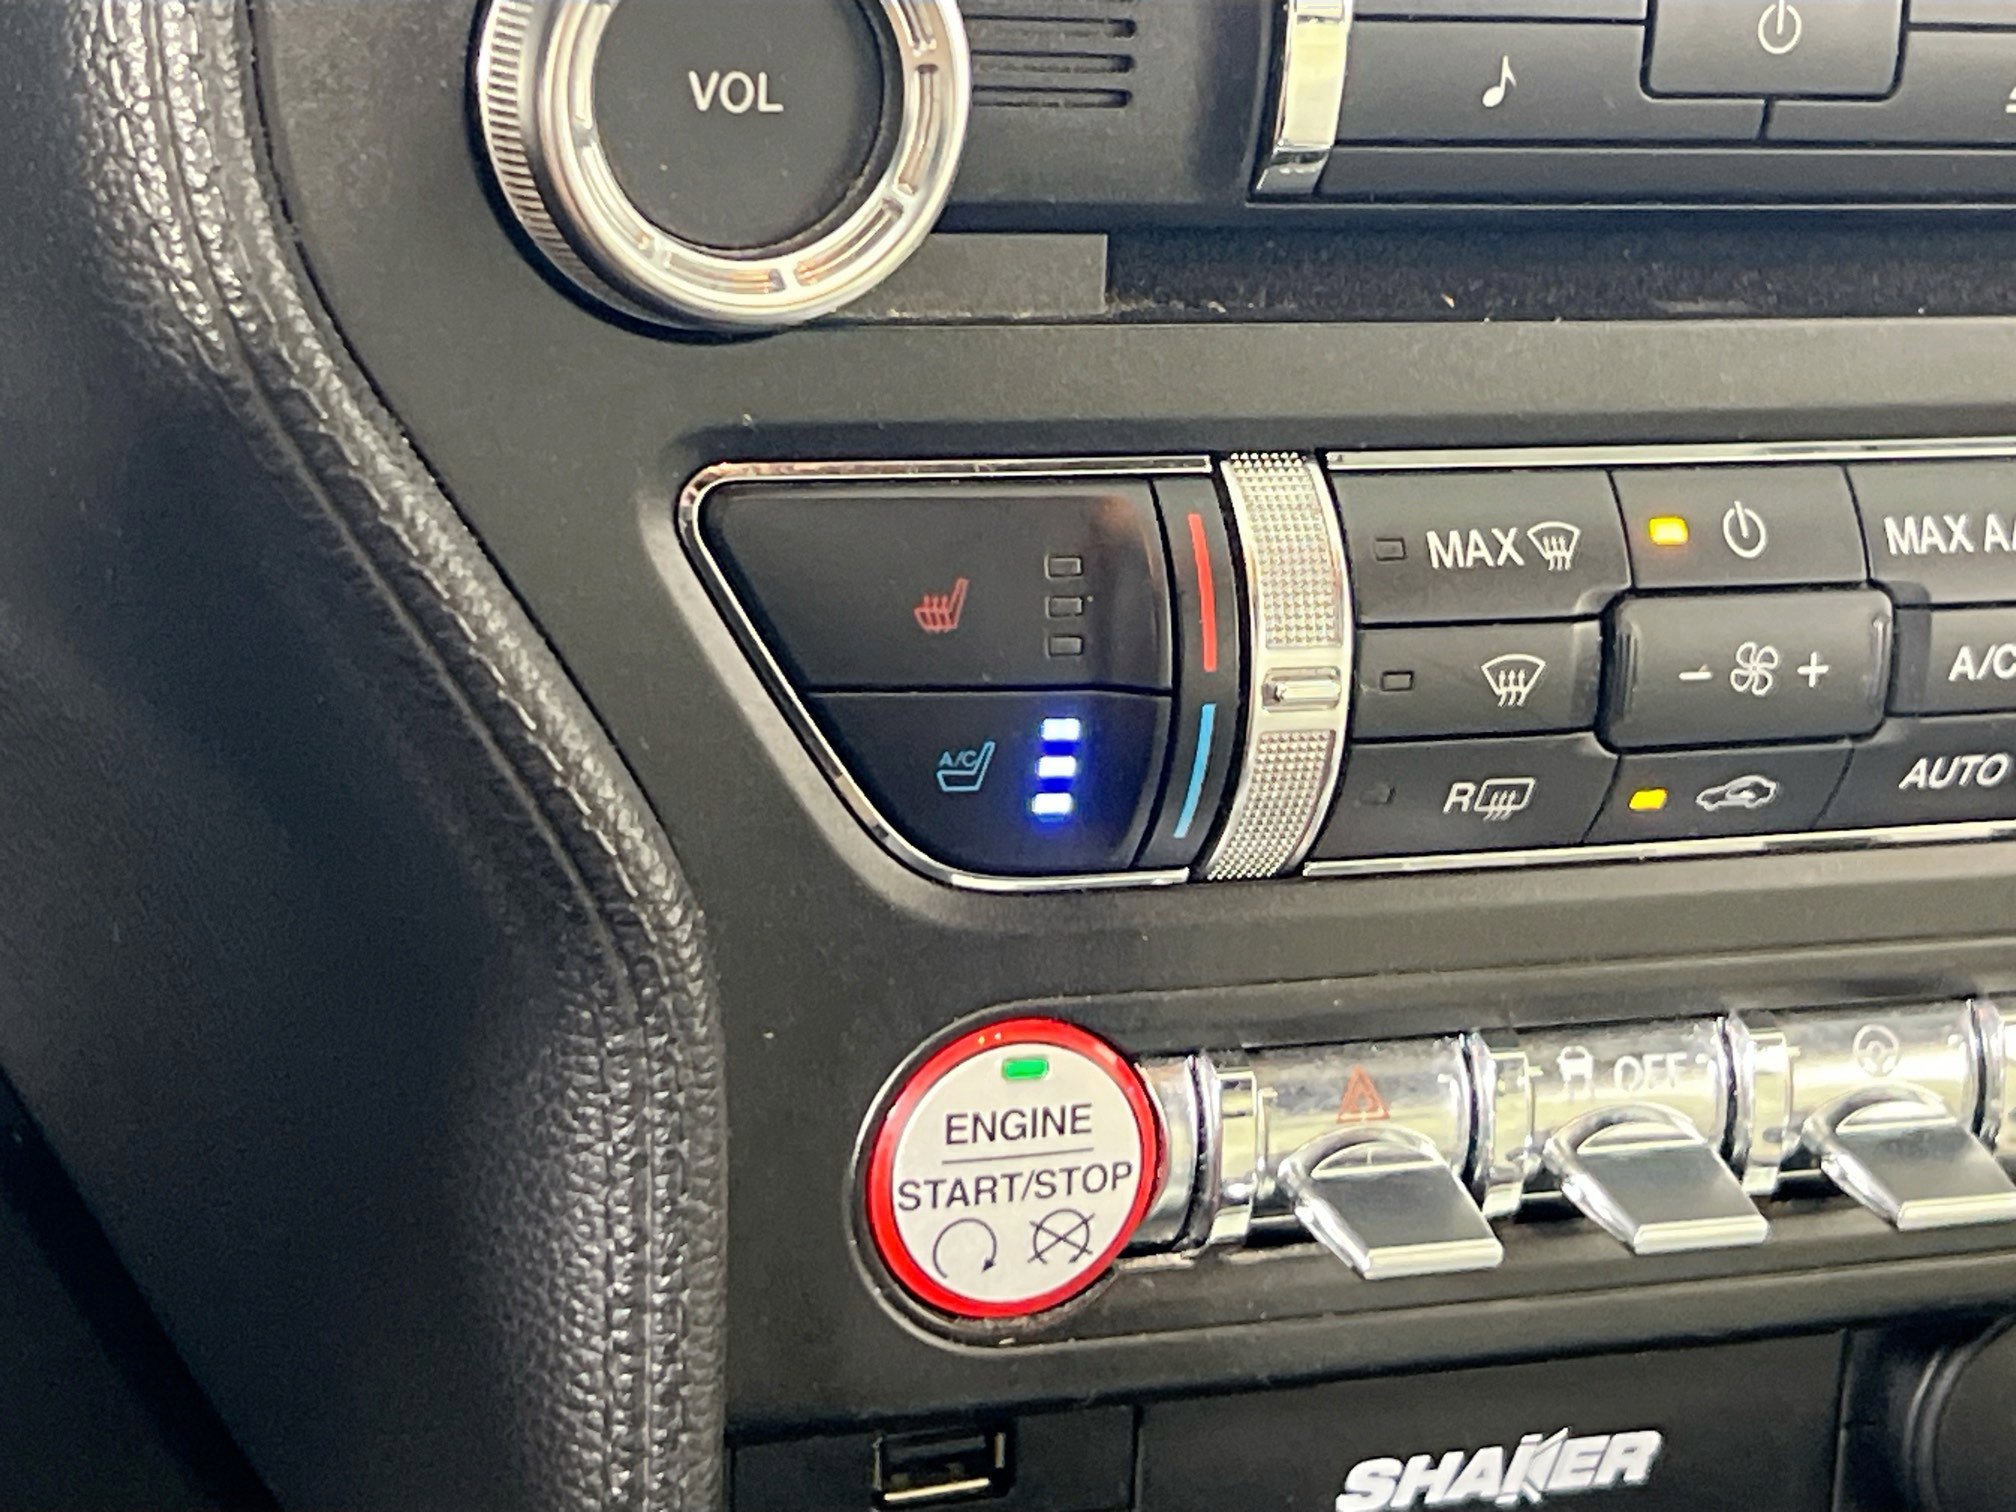 VOL
MAX
MAX A/
A/C
A/C
R
- +
AUTO
ENGINE
START/STOP
OFF
SHAKER